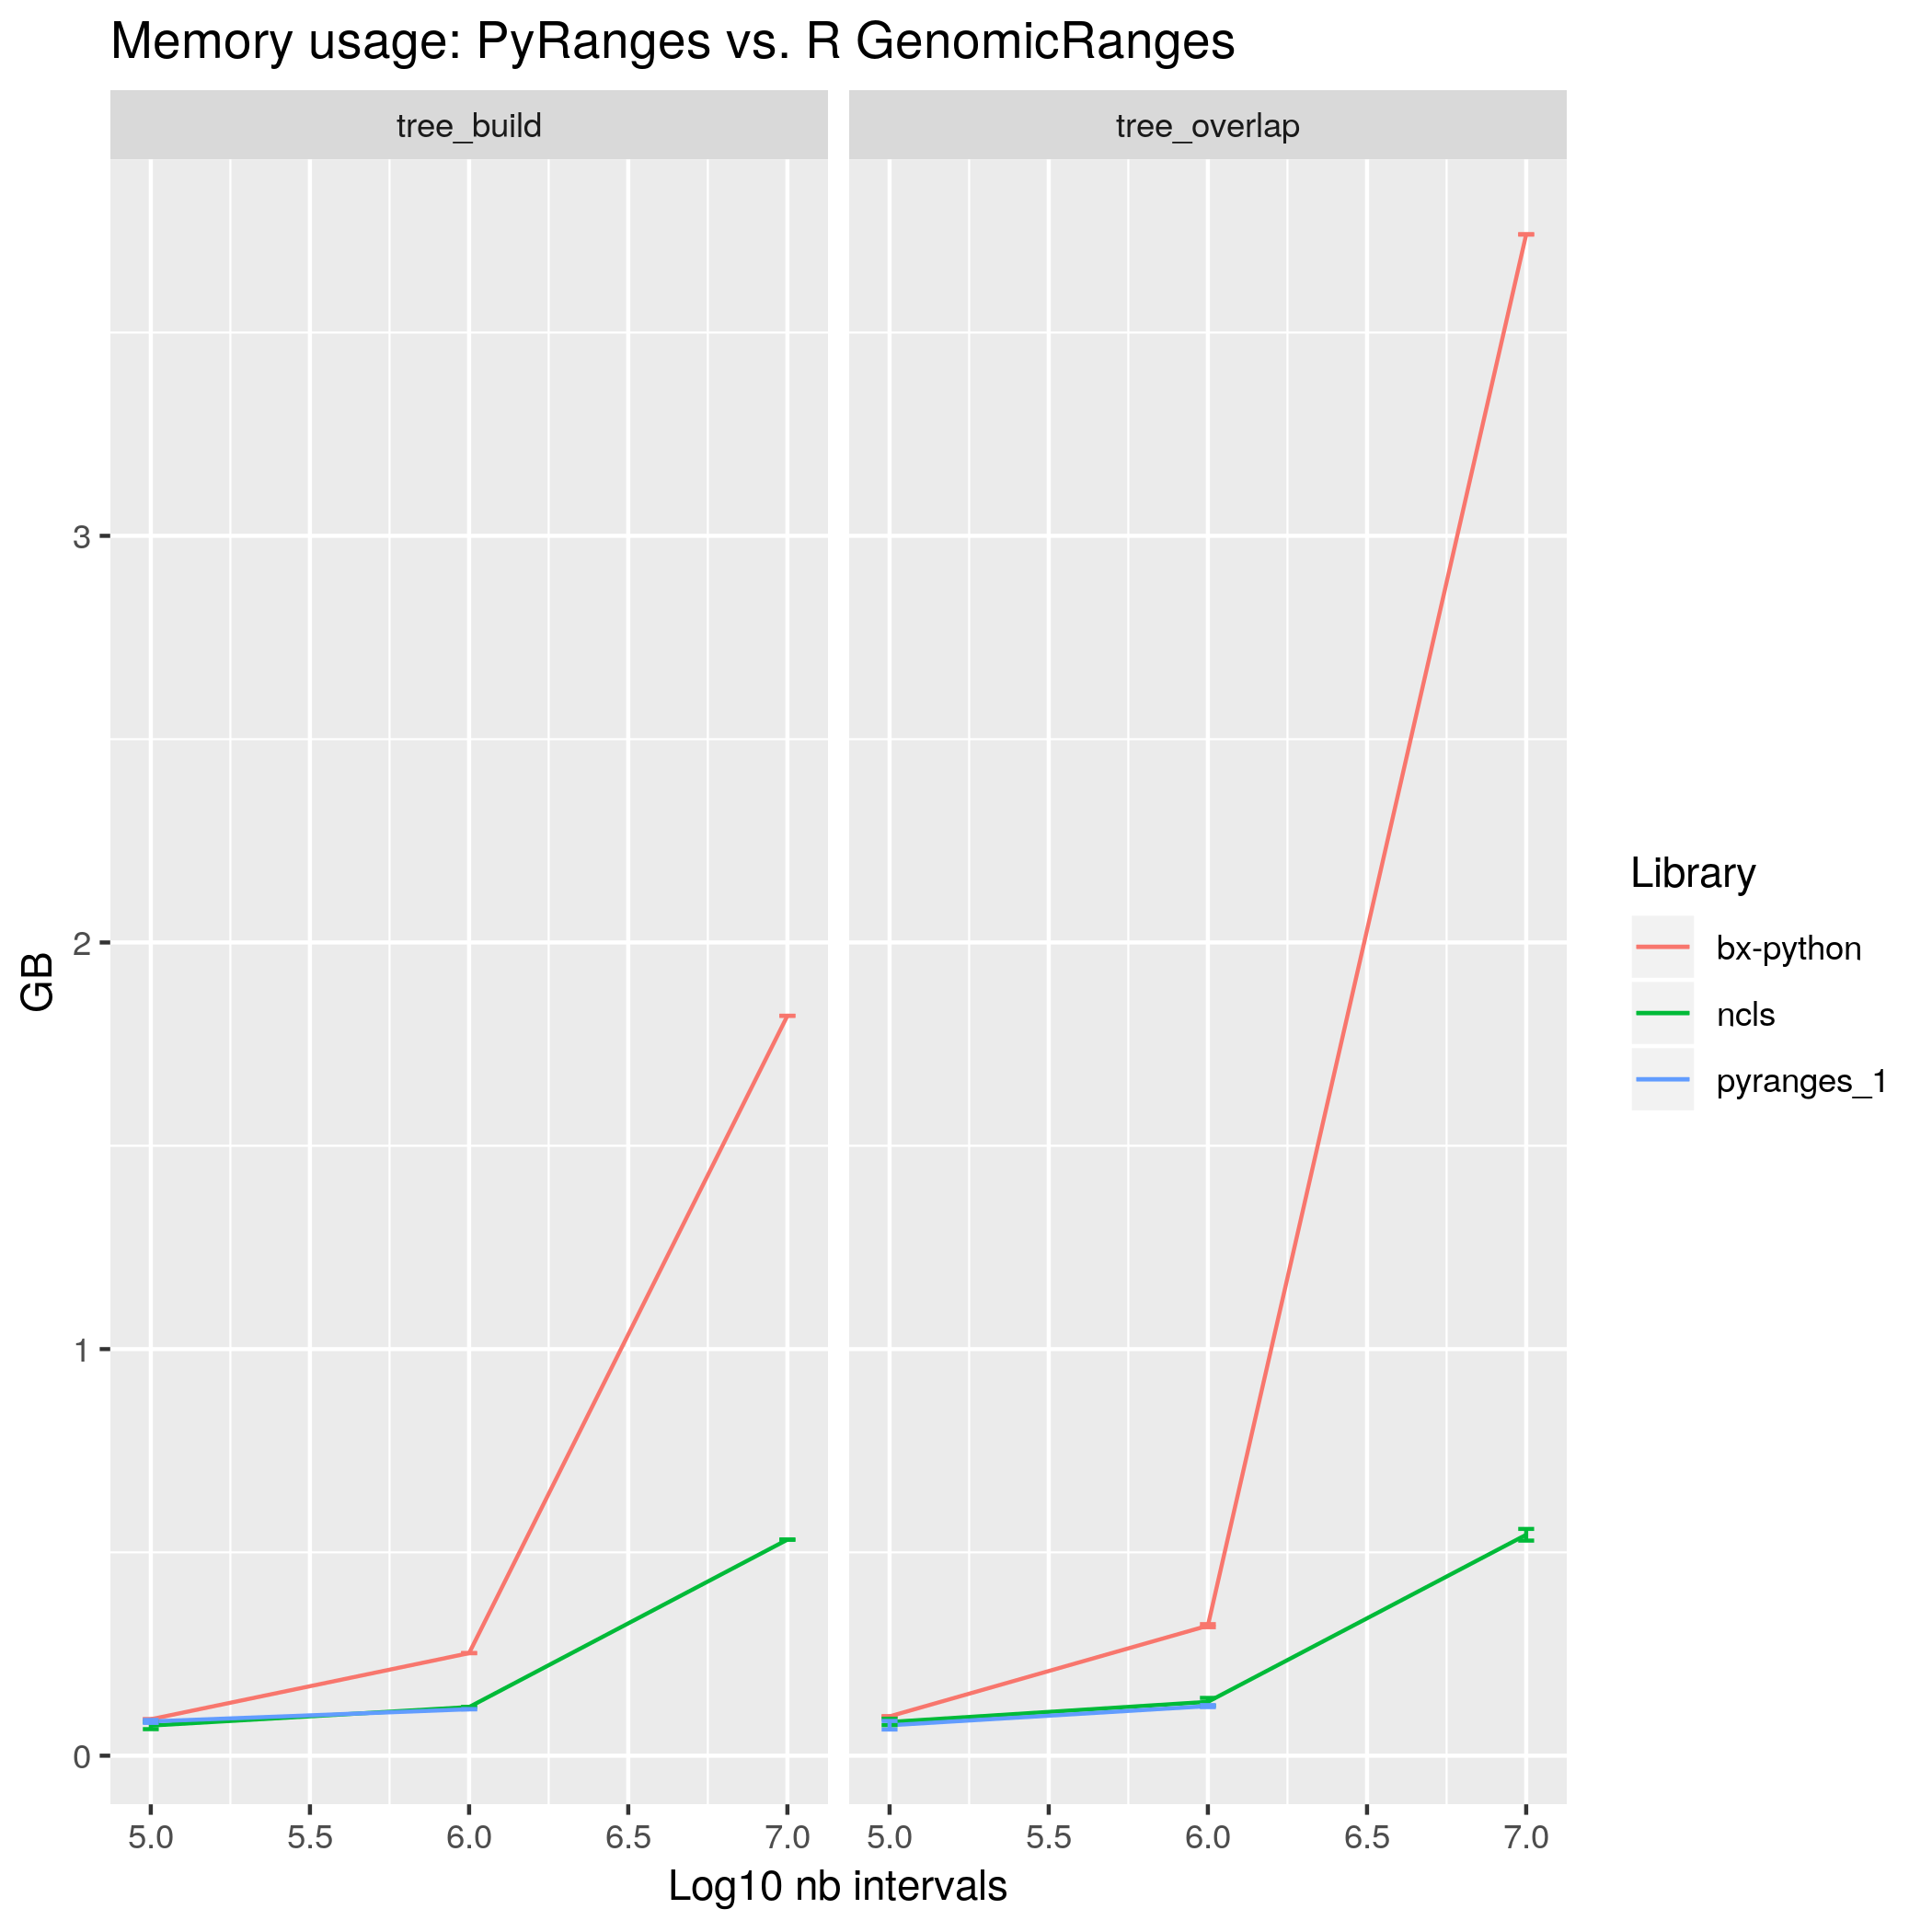 Memory usage: PyRanges vs. R GenomicRanges
tree_build
tree_overlap
3
2
1
0
GB
5.0 5.5 6.0 6.5 7.0
5.0 5.5 6.0 6.5 7.0
Log10 nb intervals
Library
bx-python
ncls
pyranges_1